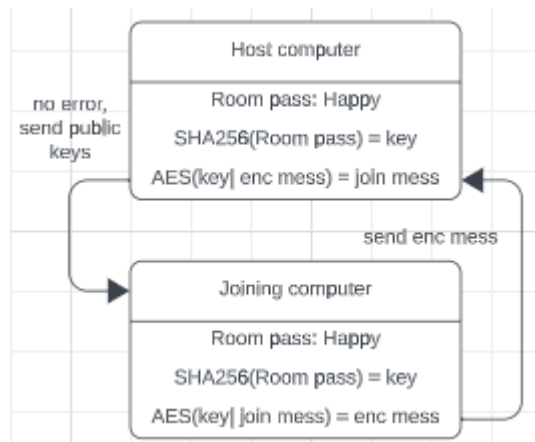 Host computer
Room pass: Happy
SHA256(Room pass) = key
AES(key| enc mess) = join mess
no error,
send public
keys
send enc mess
Joining computer
Room pass: Happy
SHA256(Room pass) = key
AES(key| join mess) = enc mess